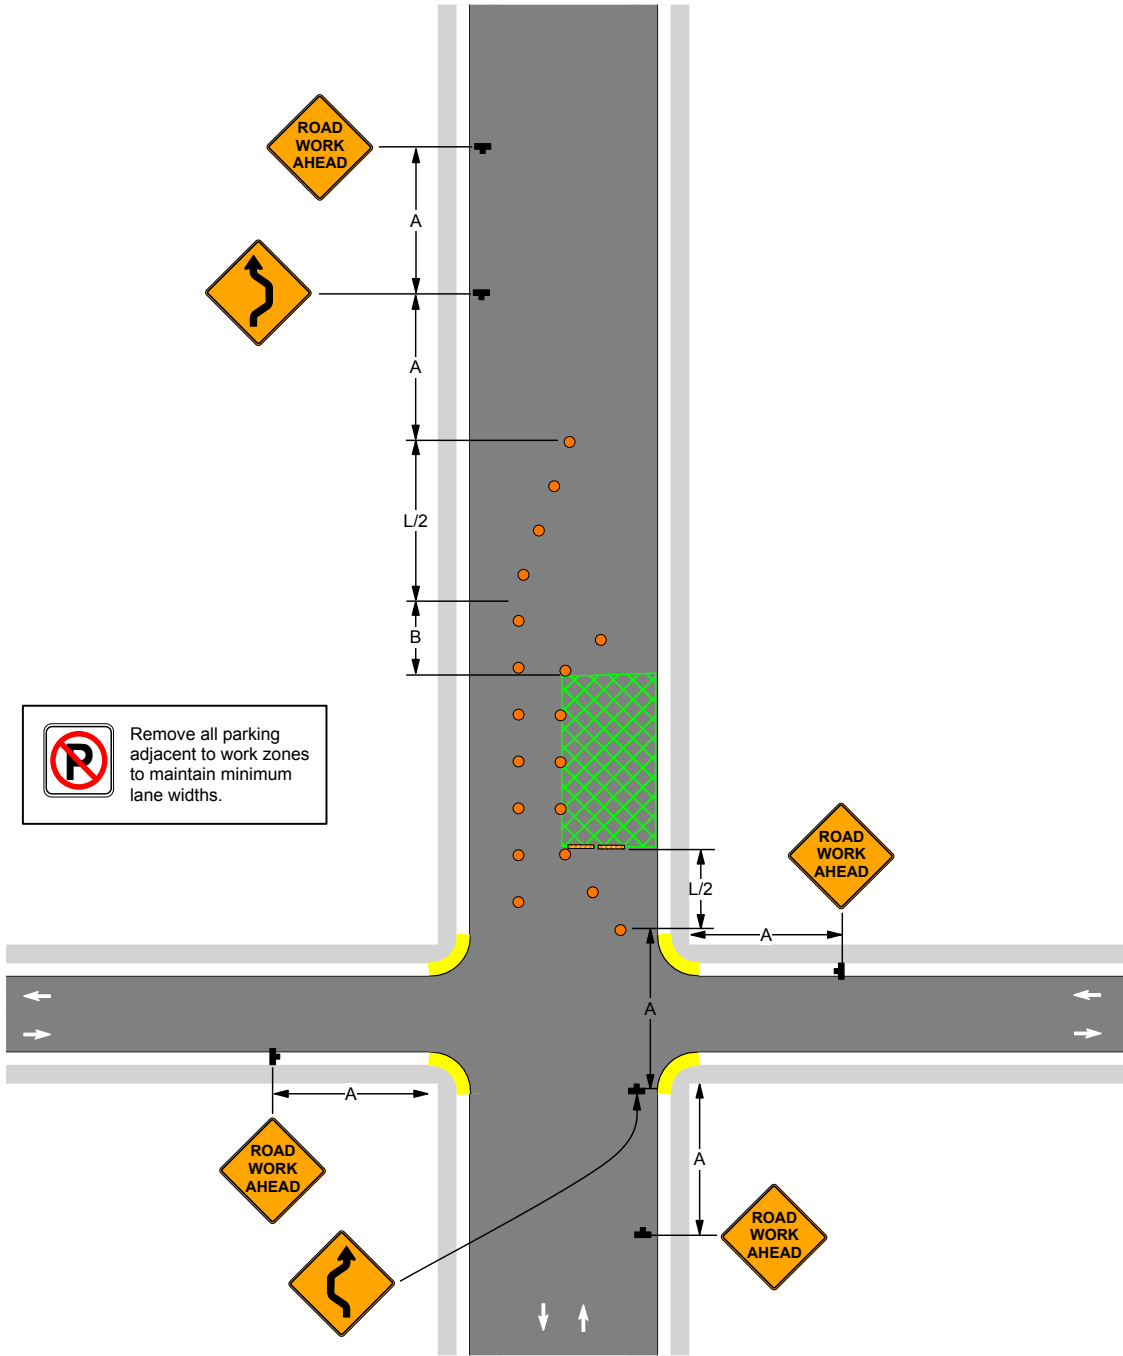 ROAD
WORK
AHEAD
A
A
L/2
B
P
Remove all parking
adjacent to work zones
to maintain minimum
lane widths.
ROAD
WORK
AHEAD
L/2
A
A
A
A
ROAD
WORK
AHEAD
ROAD
WORK
AHEAD